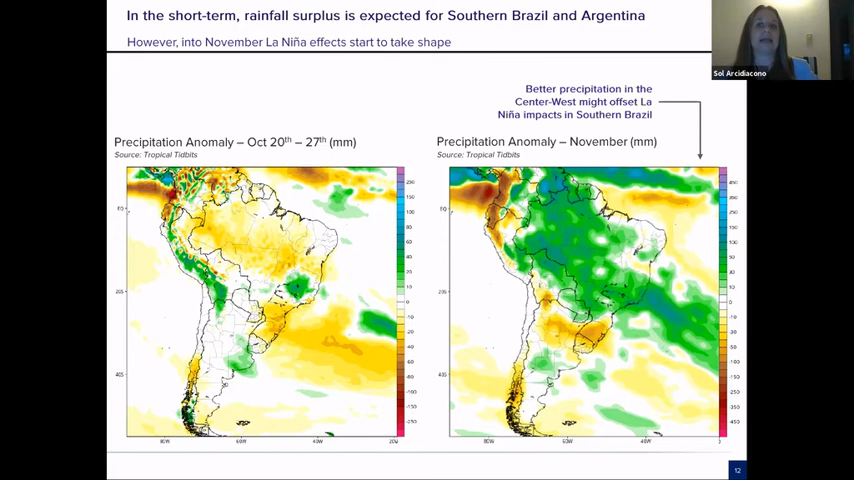 In the short-term, rainfall surplus is expected for Southern Brazil and Argentina
However, into November La Niña effects start to take shape
Sol Arcidiacono
Better precipitation in the
Center-West might offset La
Niña impacts in Southern Brazil
Precipitation Anomaly – Oct 20th – 27th (mm)
Source: Tropical Tidbits
Precipitation Anomaly – November (mm)
Source: Tropical Tidbits
EQ
20S
40S
80W
60W
40W
20W
EQ
20S
40S
80W
60W
40W
12